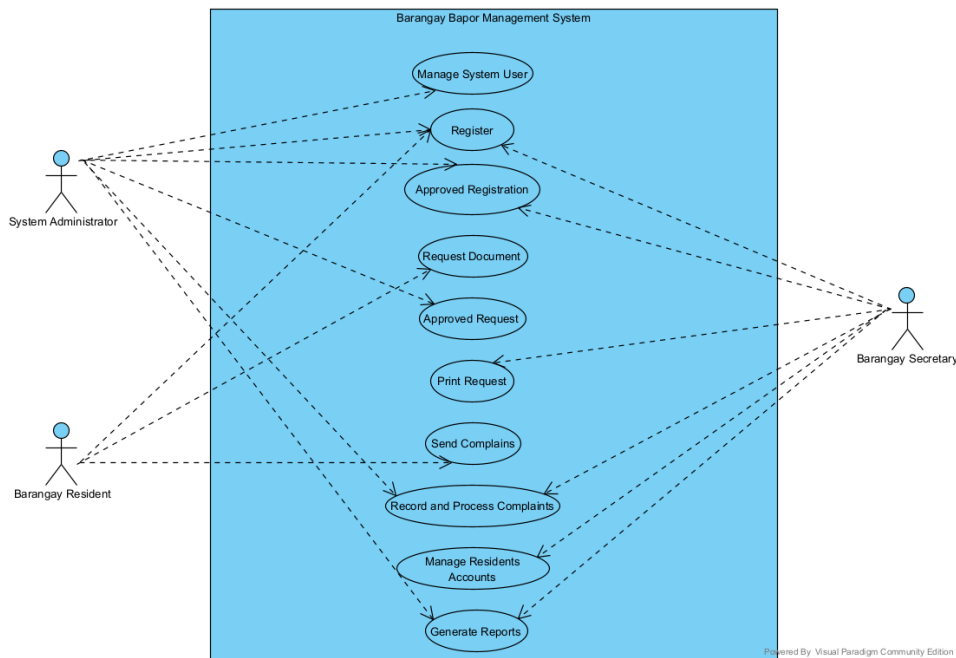 Barangay Bapor Management System
Manage System User
Register
Approved Registration
System Administrator
Request Document
Approved Request
Barangay Secretary
Print Request
Send Complains
Barangay Resident
Record and Process Complaints
Manage Residents
Accounts
Generate Reports
Powered By Visual Paradigm Community Edition